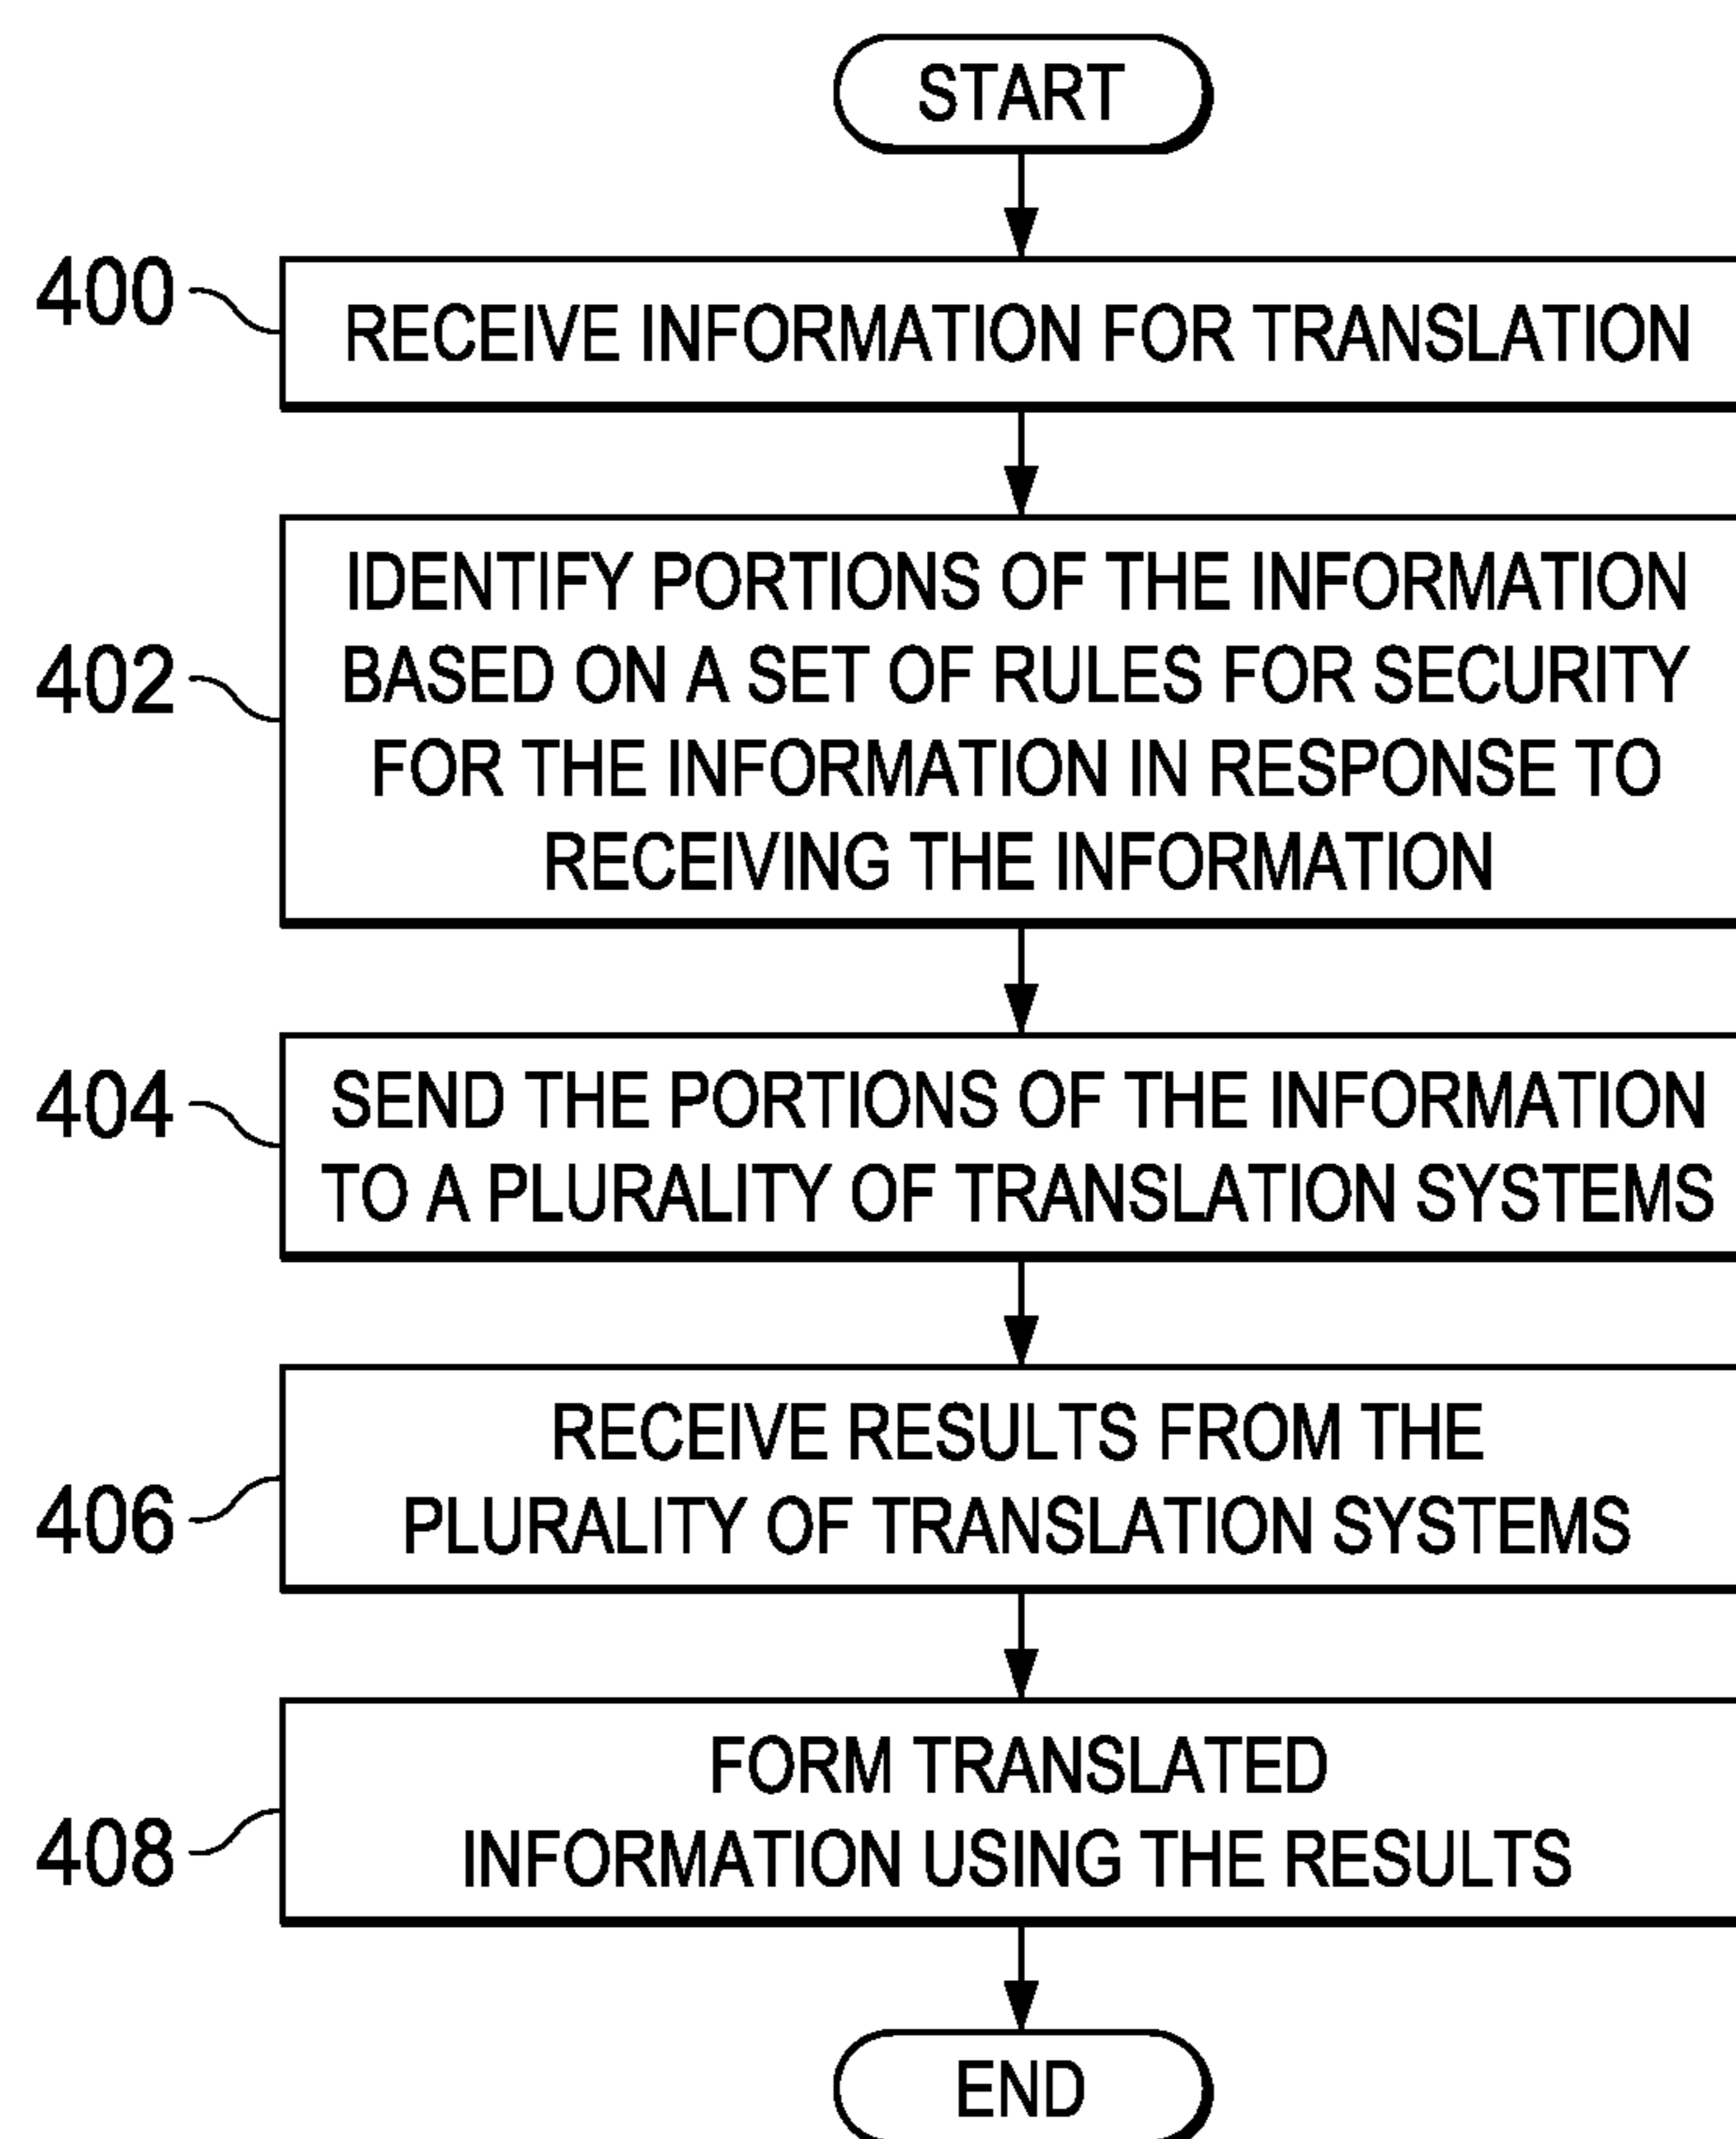 START
400
RECEIVE INFORMATION FOR TRANSLATION
402
IDENTIFY PORTIONS OF THE INFORMATION
BASED ON A SET OF RULES FOR SECURITY
FOR THE INFORMATION IN RESPONSE TO
RECEIVING THE INFORMATION
404
SEND THE PORTIONS OF THE INFORMATION
TO A PLURALITY OF TRANSLATION SYSTEMS
406
RECEIVE RESULTS FROM THE
PLURALITY OF TRANSLATION SYSTEMS
408
FORM TRANSLATED
INFORMATION USING THE RESULTS
END